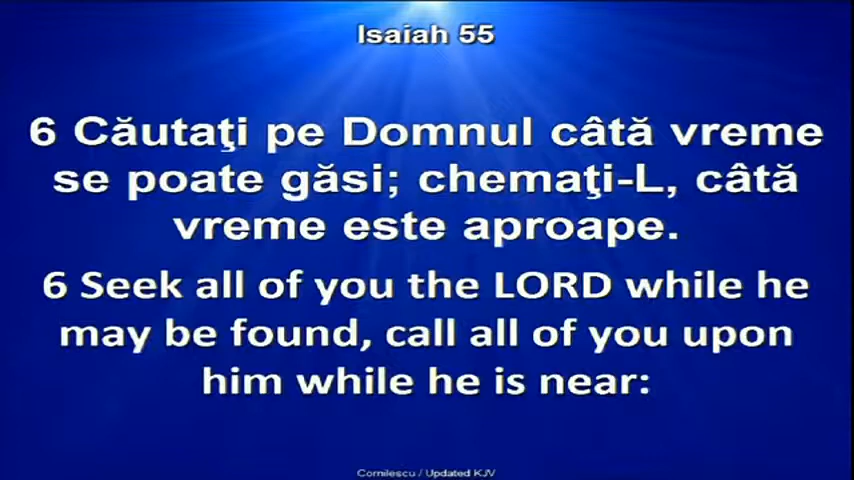 Isaiah 55
6 Căutaţi pe Domnul câtă vreme
se poate găsi; chemaţi-L, câtă
vreme este aproape.
6 Seek all of you the LORD while he
may be found, call all of you upon
him while he is near:
Cornilescu / Updated KJV